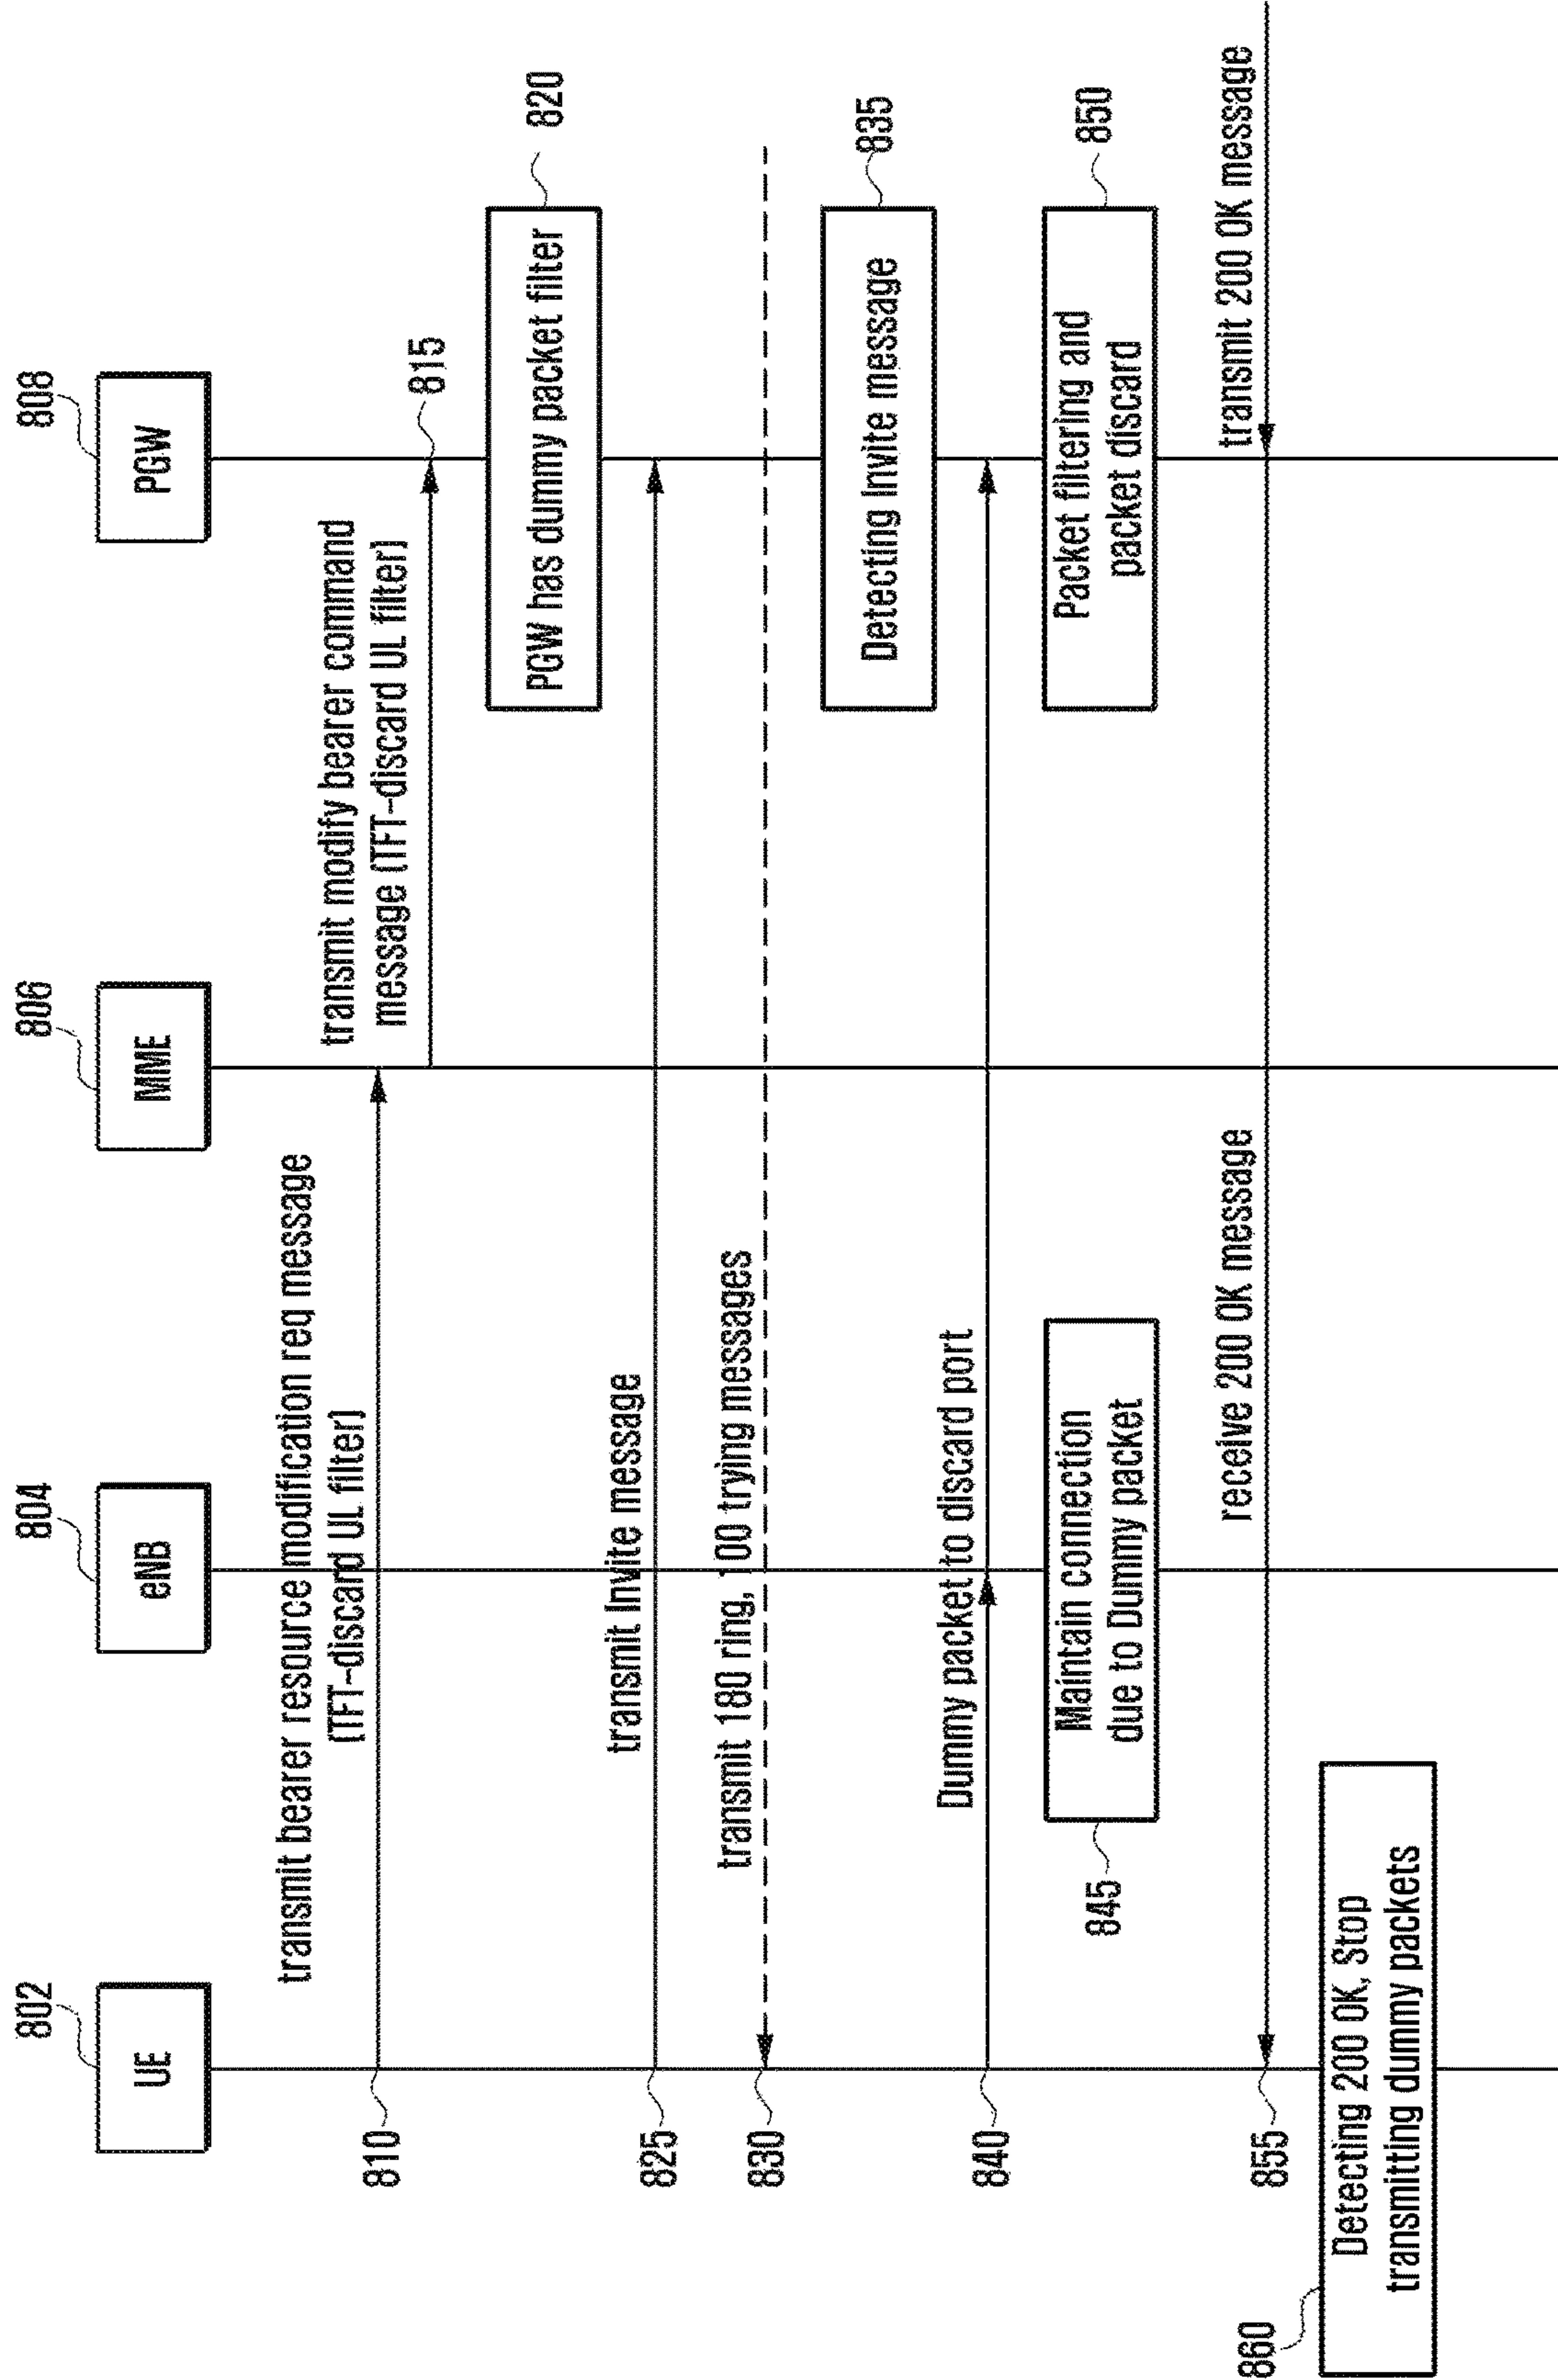 802
804
806
808
UE
eNB
MME
PGW
transmit bearer resource modification req message
(TFT-discard UL filter)
810
transmit modify bearer command
message (TFT-discard UL filter)
815
PGW has dummy packet filter
820
transmit Invite message
825
transmit 180 ring, 100 trying messages
830
Detecting Invite message
835
Dummy packet to discard port
840
Maintain connection
due to Dummy packet
845
Packet filtering and
packet discard
850
receive 200 OK message
transmit 200 OK message
855
Detecting 200 OK, Stop
transmitting dummy packets
860